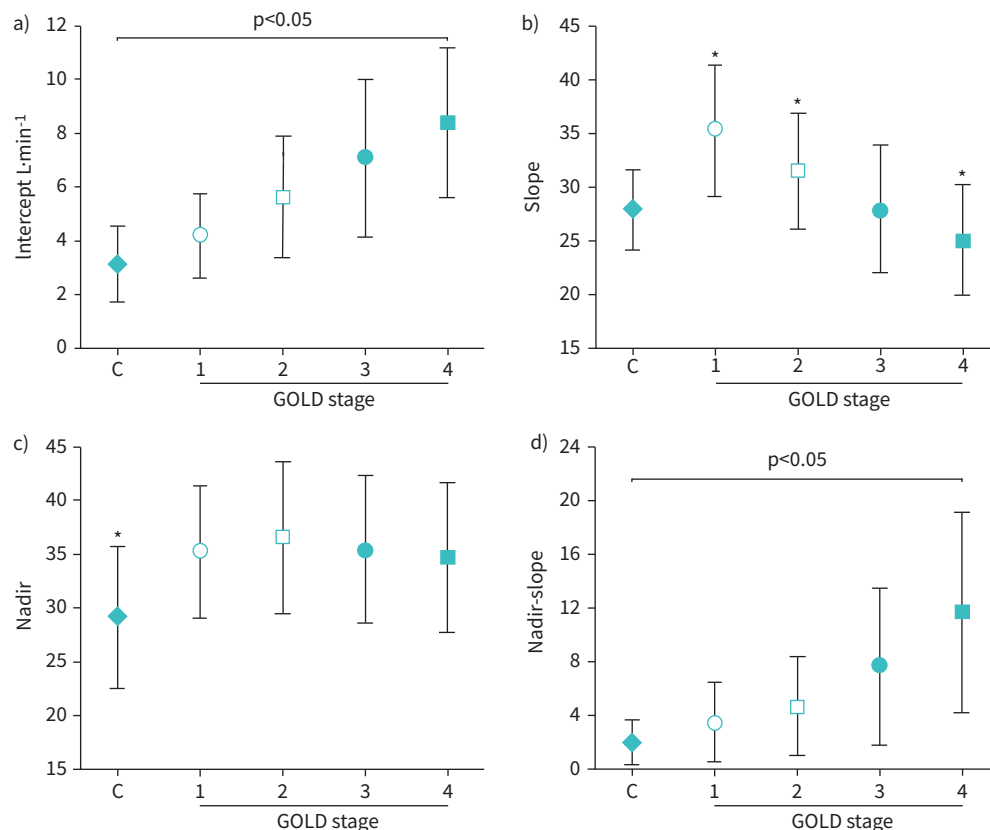 a)
p<0.05
12
10
8
6
4
2
0
Intercept L·min⁻¹
C 1 2 3 4
GOLD stage
b)
45
40
35
30
25
20
15
Slope
* * *
C 1 2 3 4
GOLD stage
c)
45
40
35
30
25
20
15
Nadir
*
C 1 2 3 4
GOLD stage
d)
p<0.05
24
20
16
12
8
4
0
Nadir-slope
C 1 2 3 4
GOLD stage